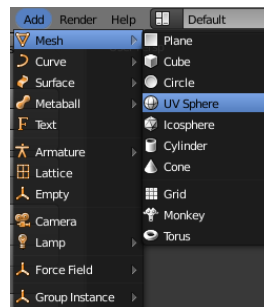 Add Render Help Default
Mesh
Curve
Surface
Metaball
Text
Armature
Lattice
Empty
Camera
Lamp
Force Field
Group Instance
Plane
Cube
Circle
UV Sphere
Icosphere
Cylinder
Cone
Grid
Monkey
Torus